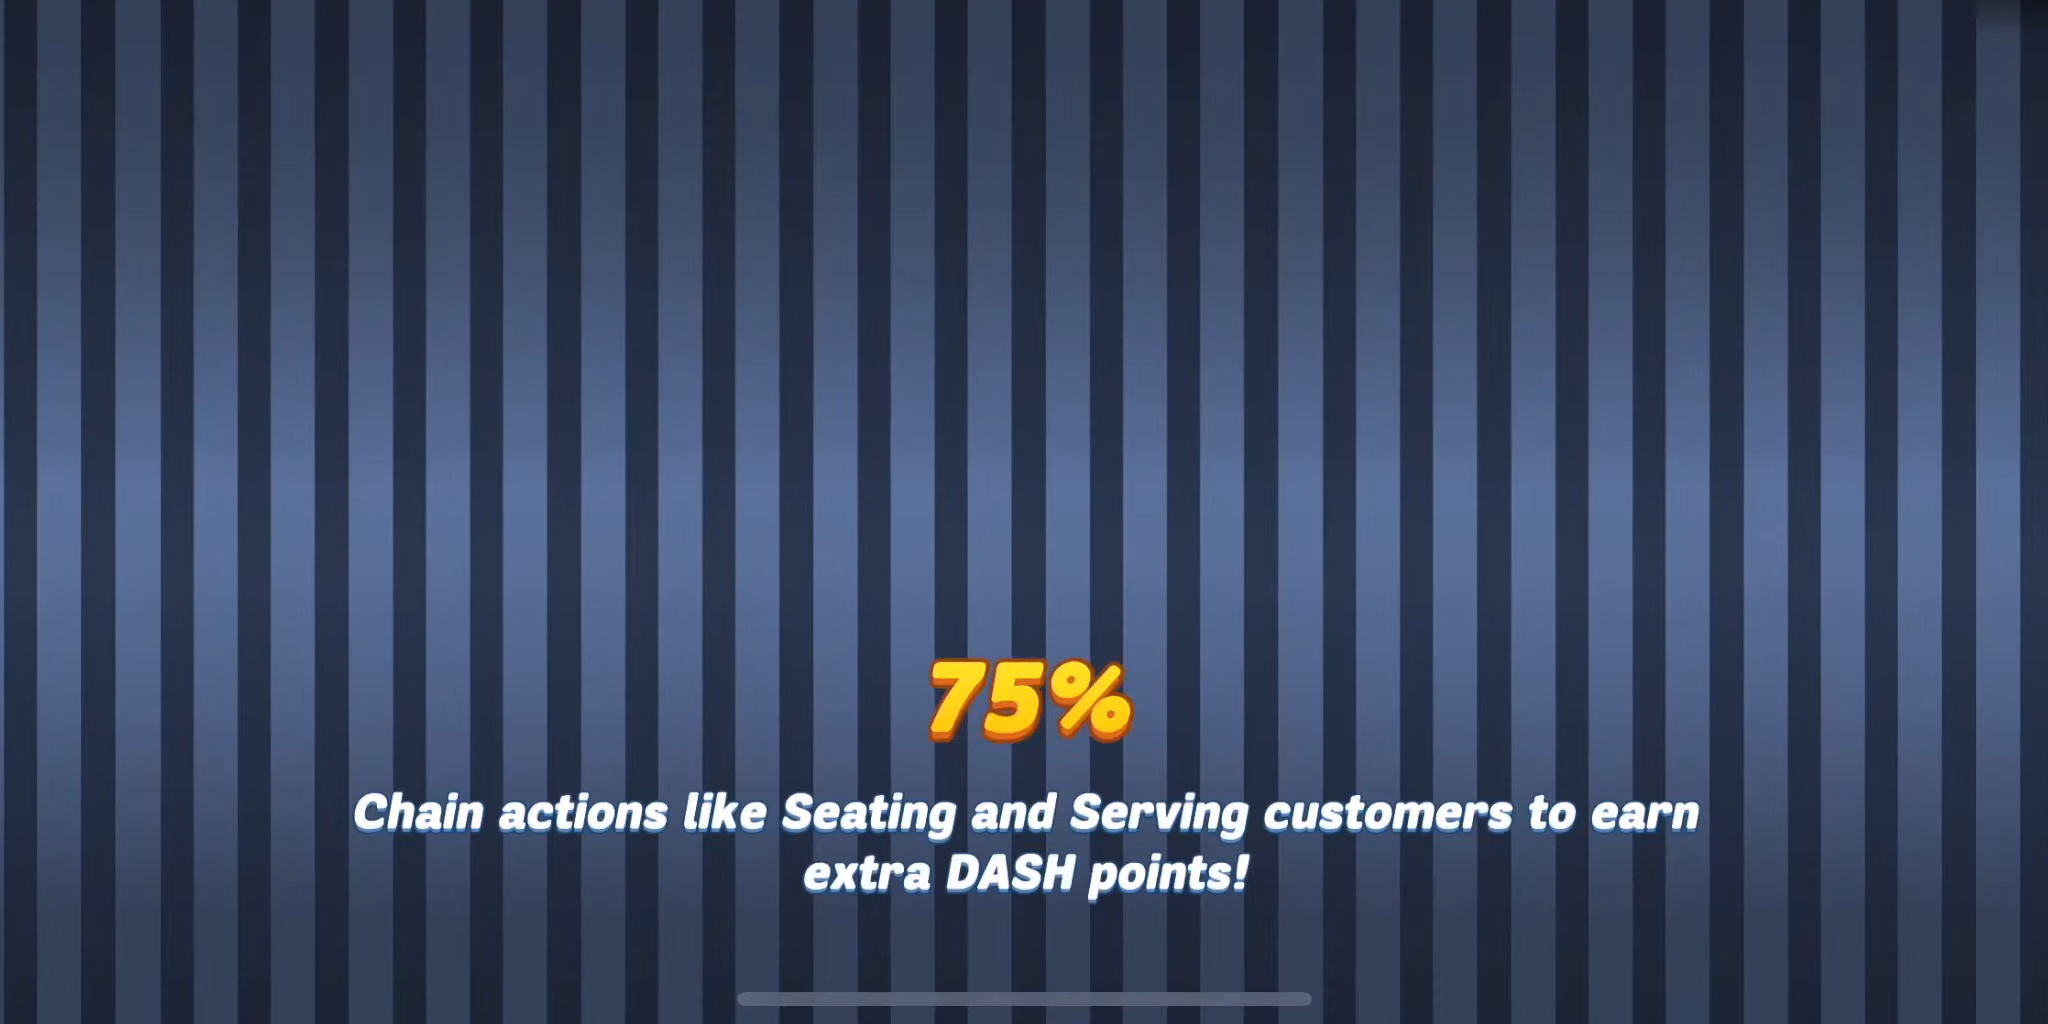 75%
Chain actions like Seating and Serving customers to earn
extra DASH points!